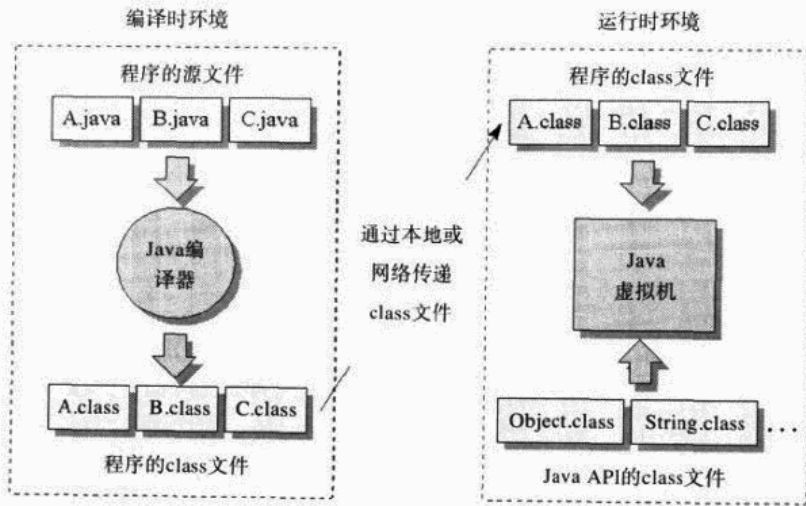 编译时环境
程序的源文件
A.java B.java C.java
Java编
译器
A.class B.class C.class
程序的class文件
通过本地或
网络传递
class文件
运行时环境
程序的class文件
A.class B.class C.class
Java
虚拟机
Object.class String.class ...
Java API的class文件